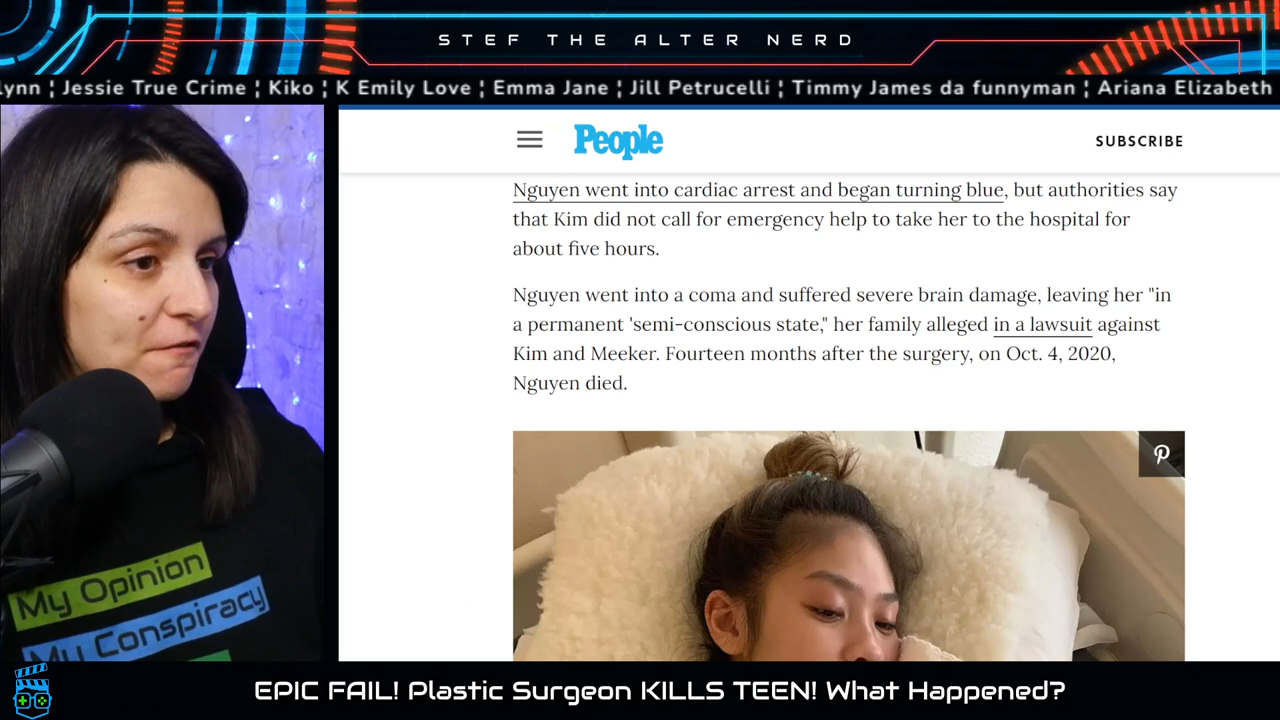 STEF THE ALTER NERD
lynn ¦ Jessie True Crime ¦ Kiko ¦ K Emily Love ¦ Emma Jane ¦ Jill Petrucelli ¦ Timmy James da funnyman ¦ Ariana Elizabeth
People
SUBSCRIBE
Nguyen went into cardiac arrest and began turning blue, but authorities say
that Kim did not call for emergency help to take her to the hospital for
about five hours.
Nguyen went into a coma and suffered severe brain damage, leaving her "in
a permanent 'semi-conscious state," her family alleged in a lawsuit against
Kim and Meeker. Fourteen months after the surgery, on Oct. 4, 2020,
Nguyen died.
My Opinion
My Conspiracy
EPIC FAIL! Plastic Surgeon KILLS TEEN! What Happened?